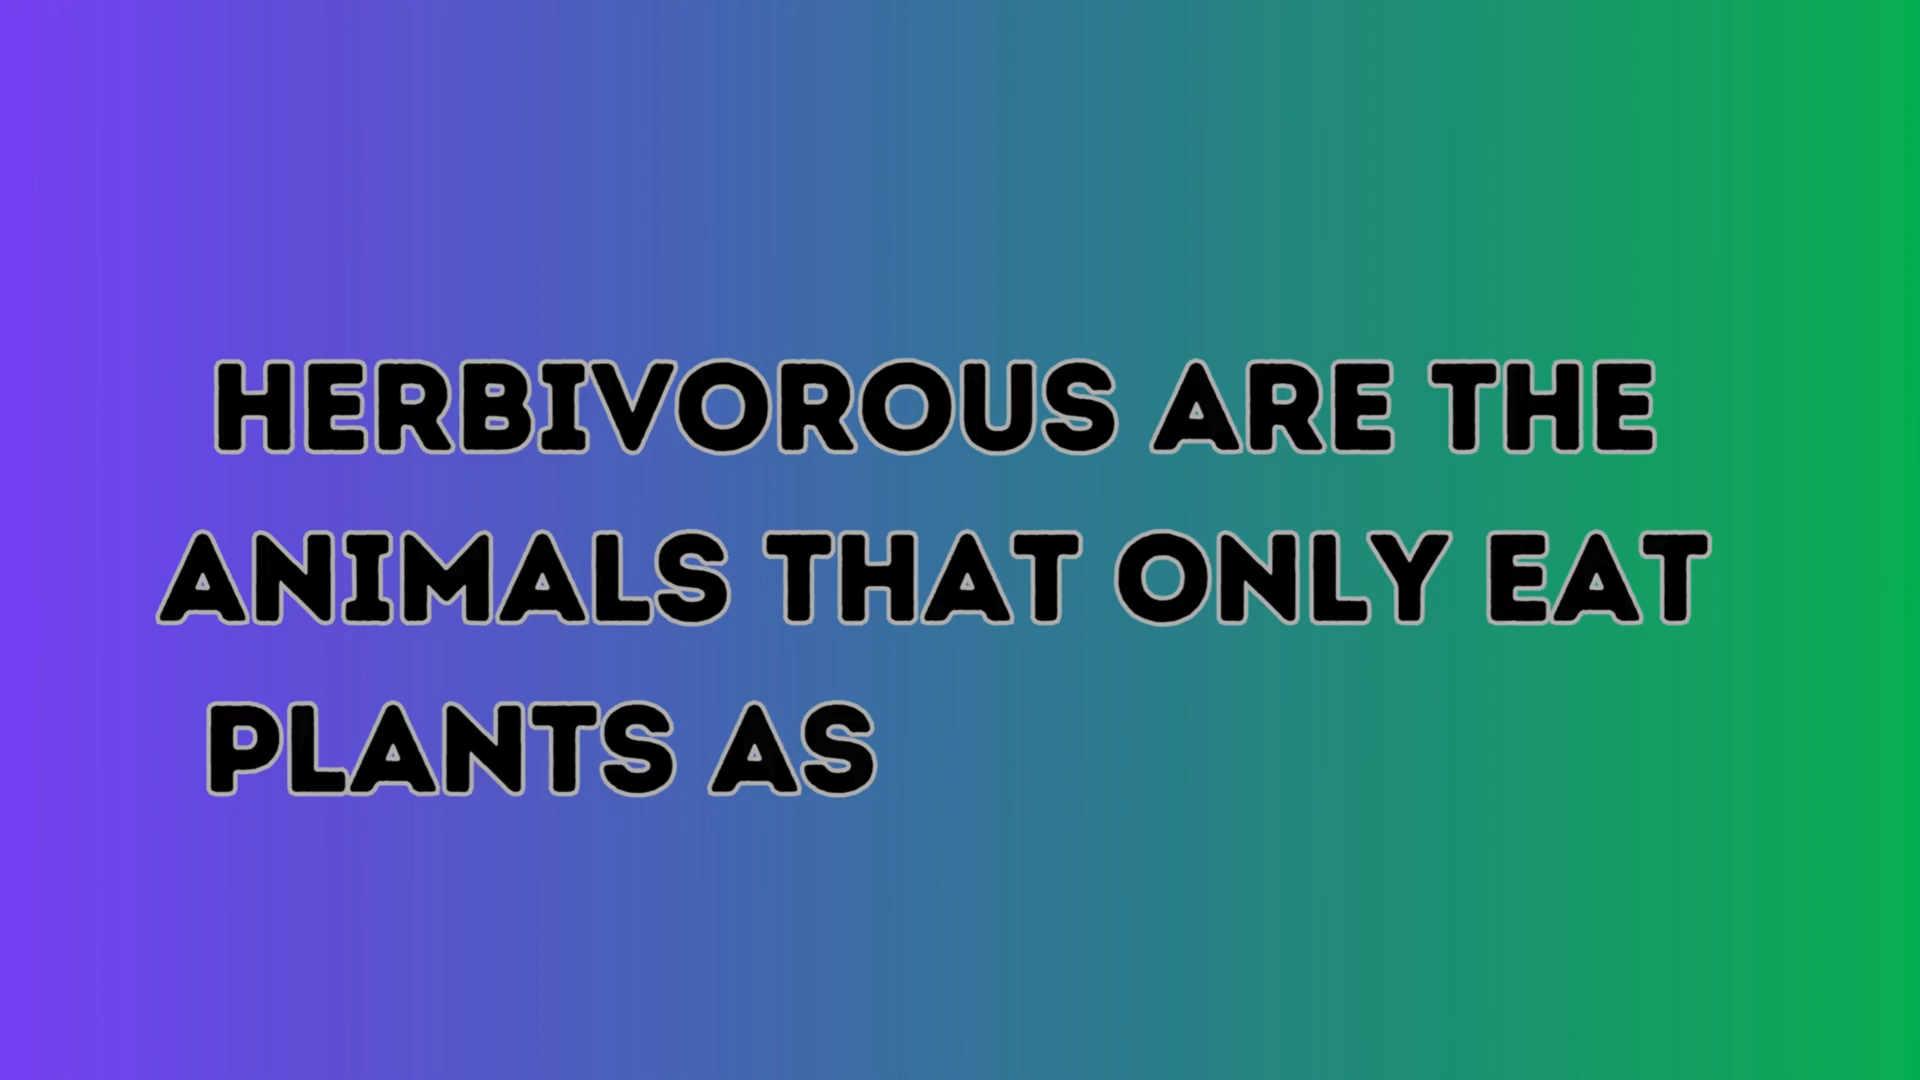 HERBIVOROUS ARE THE
ANIMALS THAT ONLY EAT
PLANTS AS